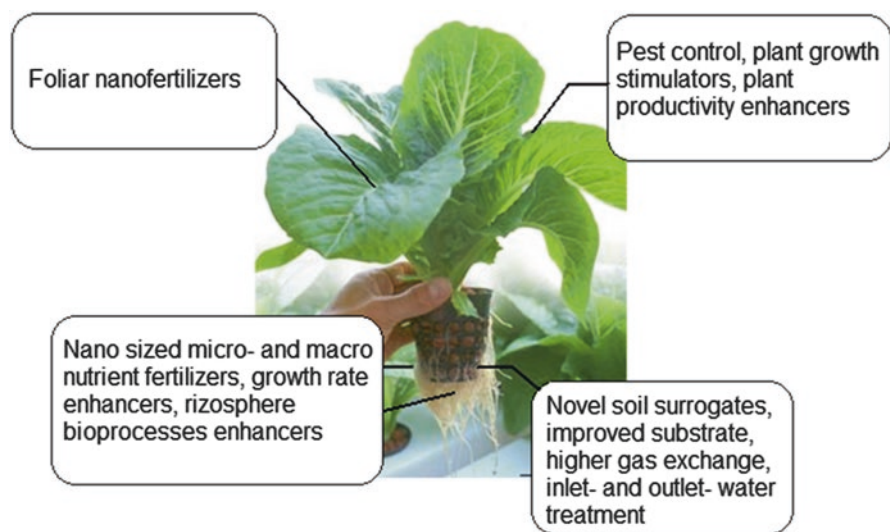 Foliar nanofertilizers
Pest control, plant growth
stimulators, plant
productivity enhancers
Nano sized micro- and macro
nutrient fertilizers, growth rate
enhancers, rizosphere
bioprocesses enhancers
Novel soil surrogates,
improved substrate,
higher gas exchange,
inlet- and outlet- water
treatment